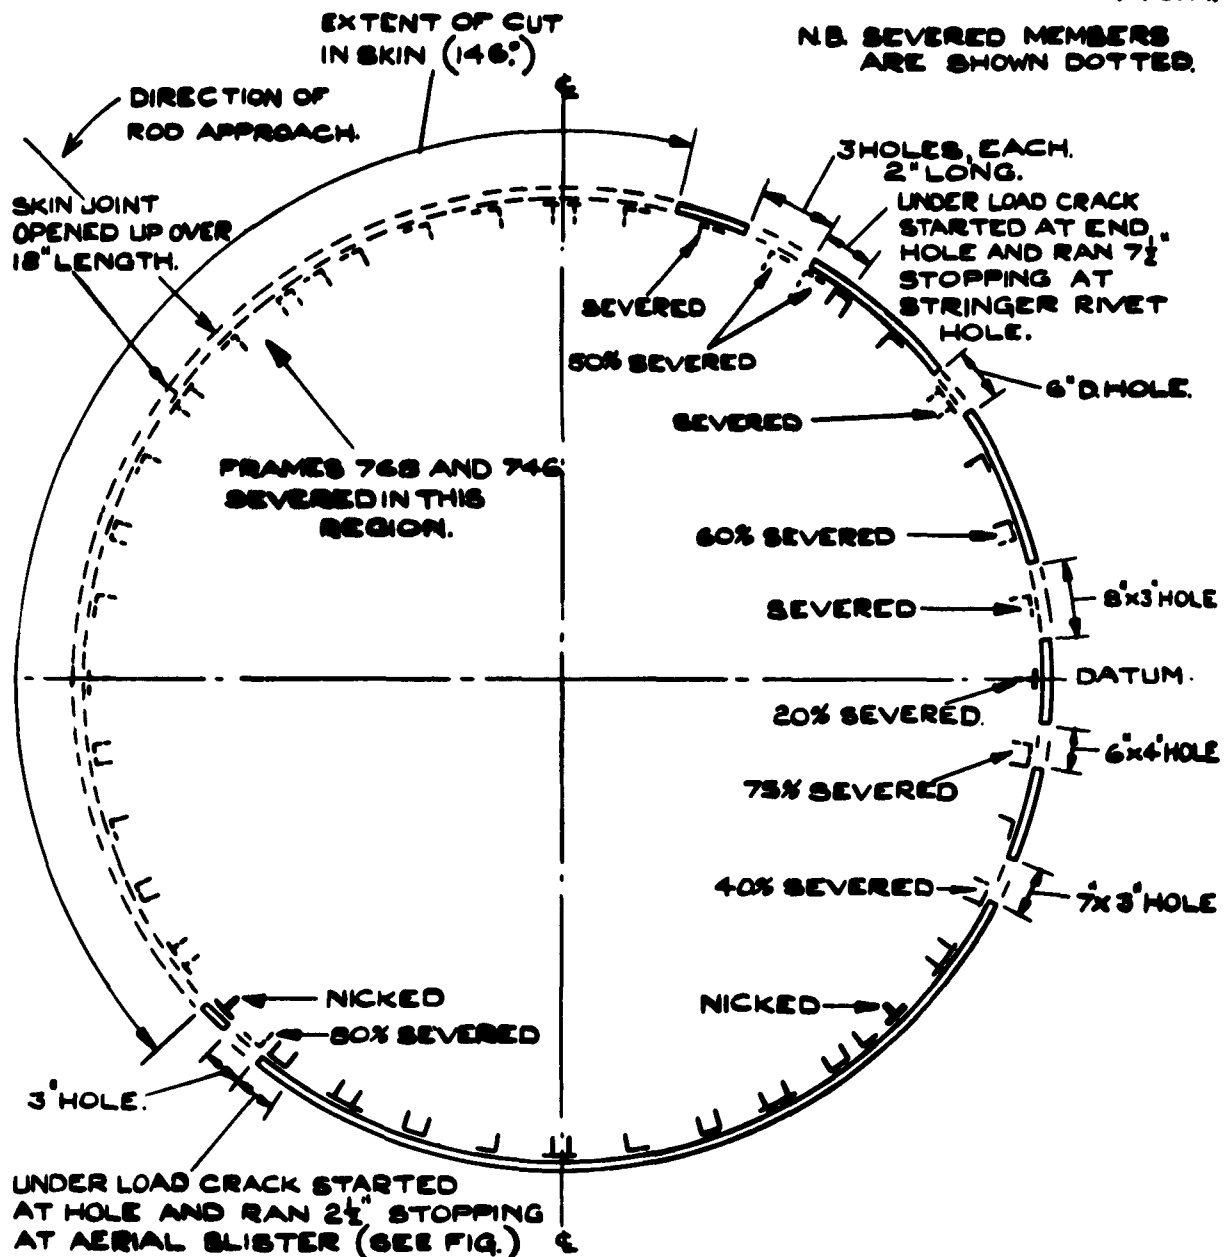 EXTENT OF CUT
IN SKIN (146°)
N.B. SEVERED MEMBERS
ARE SHOWN DOTTED.
DIRECTION OF
ROD APPROACH.
3 HOLES, EACH.
2" LONG.
SKIN JOINT
OPENED UP OVER
18" LENGTH.
UNDER LOAD CRACK
STARTED AT END
HOLE AND RAN 7½"
STOPPING AT
STRINGER RIVET
HOLE.
SEVERED
50% SEVERED
6" D. HOLE.
SEVERED
FRAMES 768 AND 746
SEVERED IN THIS
REGION.
60% SEVERED
8"x3" HOLE
SEVERED
DATUM.
20% SEVERED.
6"x4" HOLE
75% SEVERED
40% SEVERED
7"x3" HOLE
NICKED
NICKED
80% SEVERED
3" HOLE.
UNDER LOAD CRACK STARTED
AT HOLE AND RAN 2½" STOPPING
AT AERIAL BLISTER (SEE FIG.)